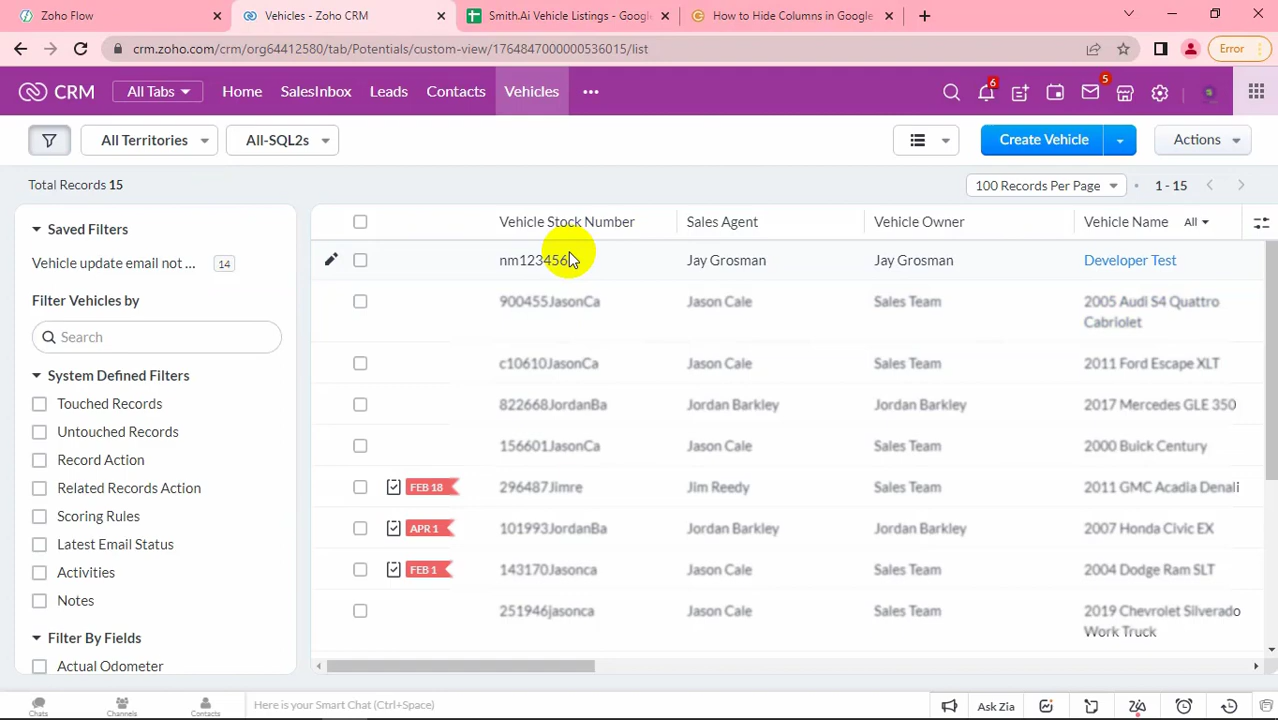 Zoho Flow
Vehicles - Zoho CRM
Smith.Ai Vehicle Listings - Google
How to Hide Columns in Google
crm.zoho.com/crm/org64412580/tab/Potentials/custom-view/1764847000000536015/list
Error
CRM
All Tabs
Home
SalesInbox
Leads
Contacts
Vehicles
6
5
All Territories
All-SQL2s
Create Vehicle
Actions
Total Records 15
100 Records Per Page
1 - 15
Saved Filters
Vehicle update email not ... 14
Filter Vehicles by
Search
System Defined Filters
Touched Records
Untouched Records
Record Action
Related Records Action
Scoring Rules
Latest Email Status
Activities
Notes
Filter By Fields
Actual Odometer
Vehicle Stock Number Sales Agent Vehicle Owner Vehicle Name All
nm123456 Jay Grosman Jay Grosman Developer Test
900455JasonCa Jason Cale Sales Team 2005 Audi S4 Quattro
Cabriolet
c10610JasonCa Jason Cale Sales Team 2011 Ford Escape XLT
822668JordanBa Jordan Barkley Jordan Barkley 2017 Mercedes GLE 350
156601JasonCa Jason Cale Sales Team 2000 Buick Century
FEB 18 296487Jimre Jim Reedy Sales Team 2011 GMC Acadia Denali
APR 1 101993JordanBa Jordan Barkley Jordan Barkley 2007 Honda Civic EX
FEB 1 143170Jasonca Jason Cale Sales Team 2004 Dodge Ram SLT
251946jasonca Jason Cale Sales Team 2019 Chevrolet Silverado
Work Truck
Chats
Channels
Contacts
Here is your Smart Chat (Ctrl+Space)
Ask Zia